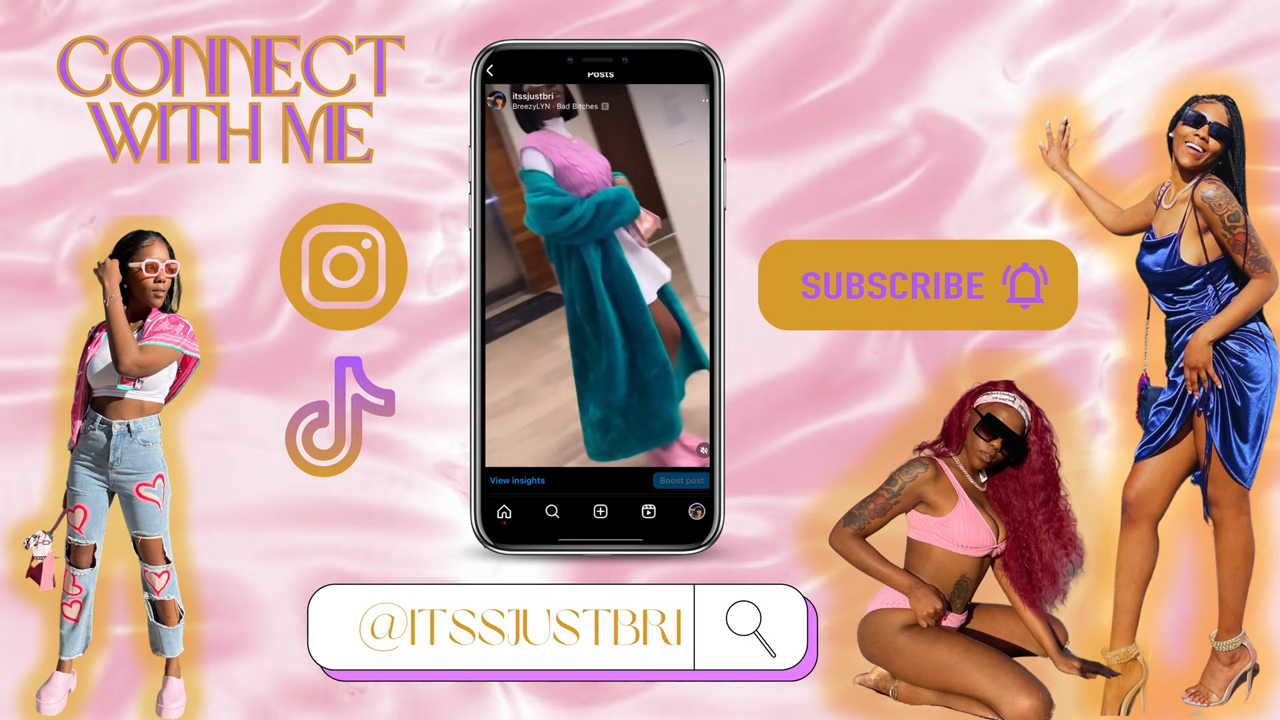 CONNECT
WITH ME
Posts
itssjustbri
BreezyLYN · Bad Bitches E
View insights
Boost post
SUBSCRIBE
@ITSSJUSTBRI